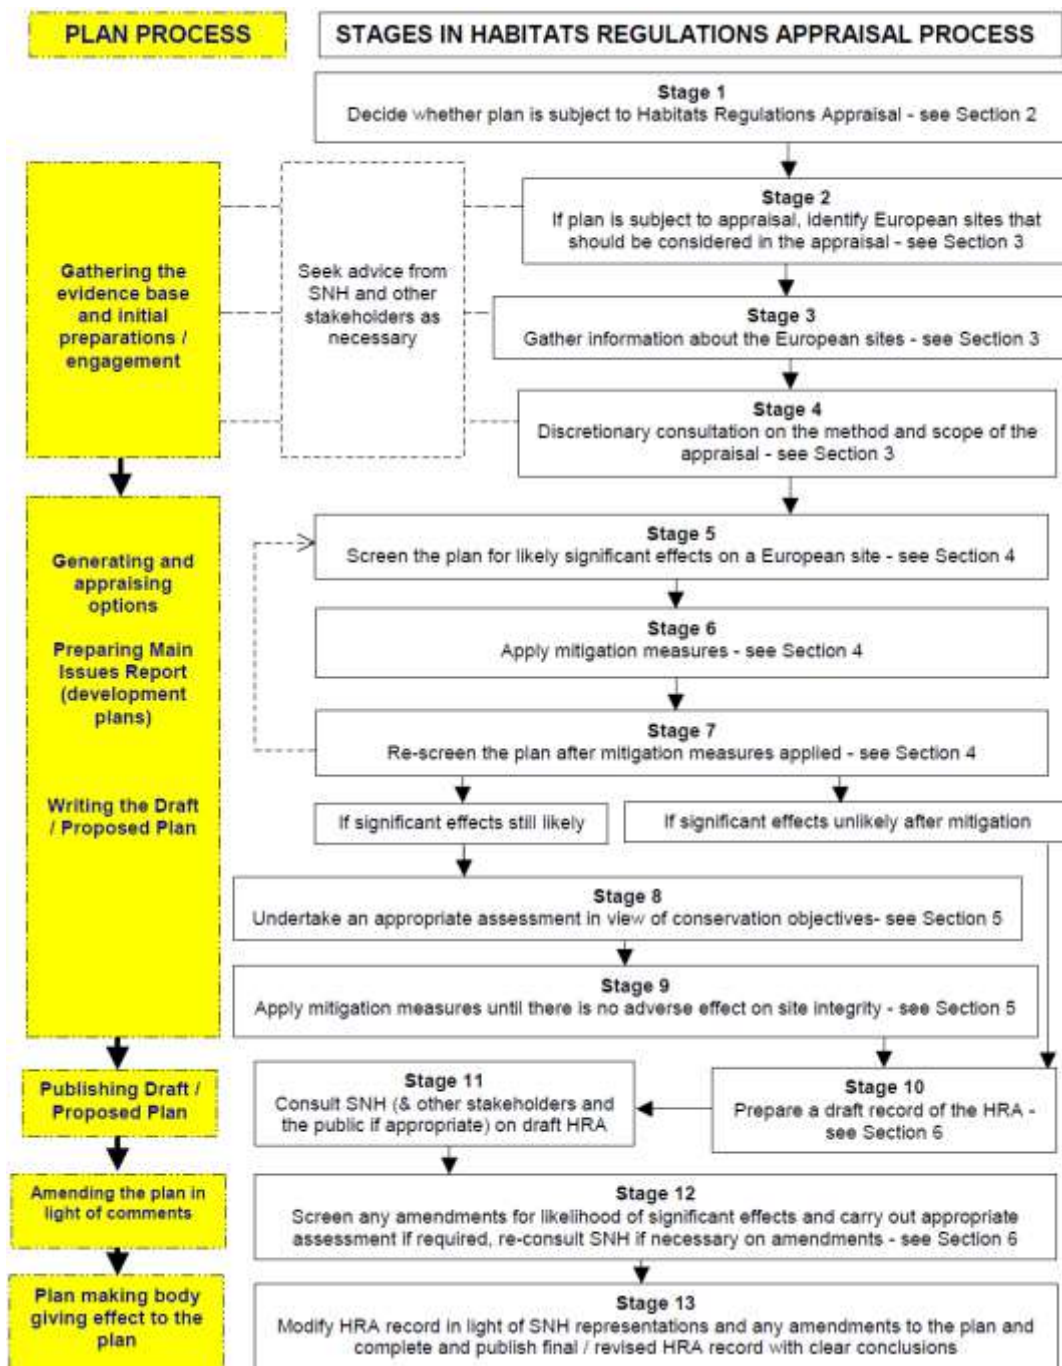 PLAN PROCESS
STAGES IN HABITATS REGULATIONS APPRAISAL PROCESS
Stage 1
Decide whether plan is subject to Habitats Regulations Appraisal - see Section 2
Stage 2
If plan is subject to appraisal, identify European sites that
should be considered in the appraisal - see Section 3
Gathering the
evidence base
and initial
preparations /
engagement
Seek advice from
SNH and other
stakeholders as
necessary
Stage 3
Gather information about the European sites - see Section 3
Stage 4
Discretionary consultation on the method and scope of the
appraisal - see Section 3
Generating and
appraising
options
Preparing Main
Issues Report
(development
plans)
Writing the Draft
/ Proposed Plan
Stage 5
Screen the plan for likely significant effects on a European site - see Section 4
Stage 6
Apply mitigation measures - see Section 4
Stage 7
Re-screen the plan after mitigation measures applied - see Section 4
If significant effects still likely
If significant effects unlikely after mitigation
Stage 8
Undertake an appropriate assessment in view of conservation objectives- see Section 5
Stage 9
Apply mitigation measures until there is no adverse effect on site integrity - see Section 5
Publishing Draft /
Proposed Plan
Stage 11
Consult SNH (& other stakeholders and
the public if appropriate) on draft HRA
Stage 10
Prepare a draft record of the HRA -
see Section 6
Amending the plan in
light of comments
Stage 12
Screen any amendments for likelihood of significant effects and carry out appropriate
assessment if required, re-consult SNH if necessary on amendments - see Section 6
Plan making body
giving effect to the
plan
Stage 13
Modify HRA record in light of SNH representations and any amendments to the plan and
complete and publish final / revised HRA record with clear conclusions